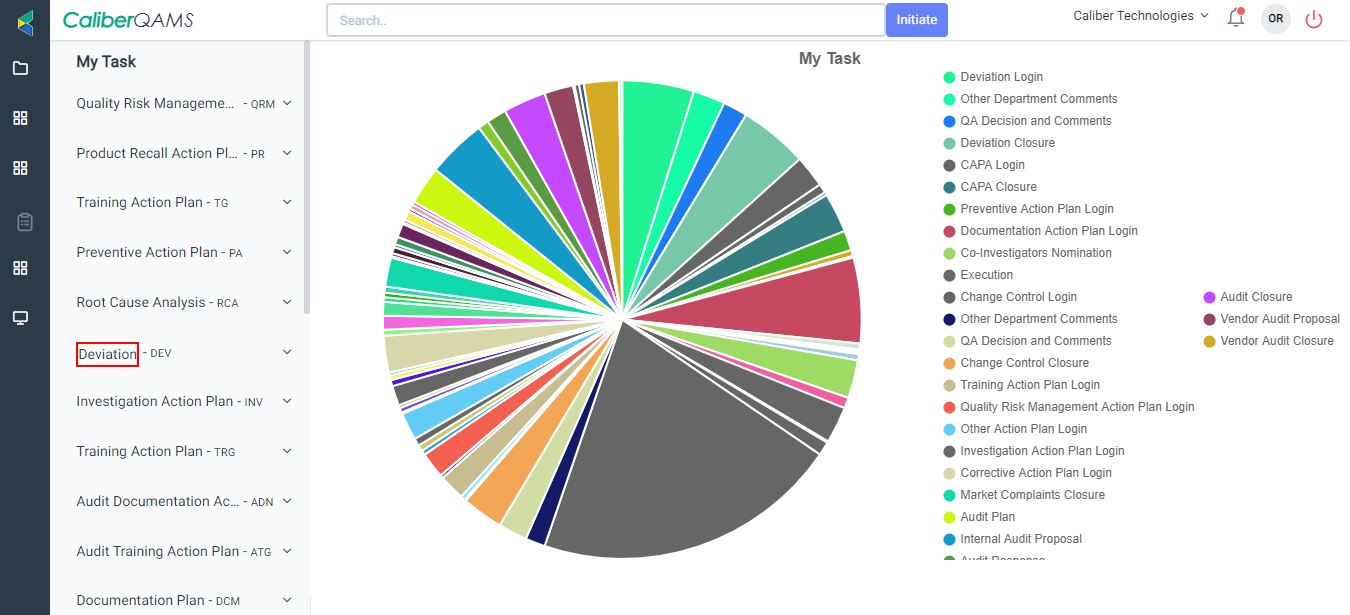 CaliberQAMS
Search..
Initiate
Caliber Technologies
OR
My Task
Quality Risk Manageme... - QRM
Product Recall Action Pl... - PR
Training Action Plan - TG
Preventive Action Plan - PA
Root Cause Analysis - RCA
Deviation - DEV
Investigation Action Plan - INV
Training Action Plan - TRG
Audit Documentation Ac... - ADN
Audit Training Action Plan - ATG
Documentation Plan - DCM
My Task
Deviation Login
Other Department Comments
QA Decision and Comments
Deviation Closure
CAPA Login
CAPA Closure
Preventive Action Plan Login
Documentation Action Plan Login
Co-Investigators Nomination
Execution
Change Control Login
Other Department Comments
QA Decision and Comments
Change Control Closure
Training Action Plan Login
Quality Risk Management Action Plan Login
Other Action Plan Login
Investigation Action Plan Login
Corrective Action Plan Login
Market Complaints Closure
Audit Plan
Internal Audit Proposal
Audit Response
Audit Closure
Vendor Audit Proposal
Vendor Audit Closure